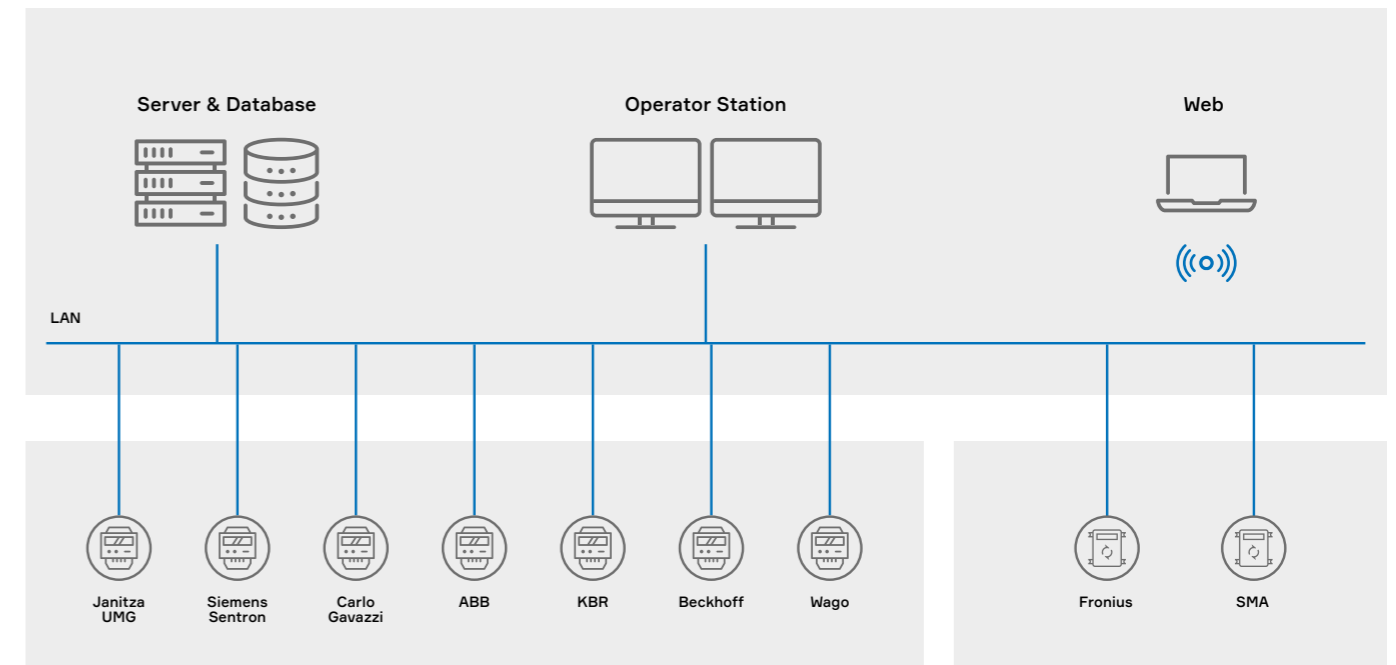 Server & Database
Operator Station
Web
LAN
Janitza
UMG
Siemens
Sentron
Carlo
Gavazzi
ABB
KBR
Beckhoff
Wago
Fronius
SMA